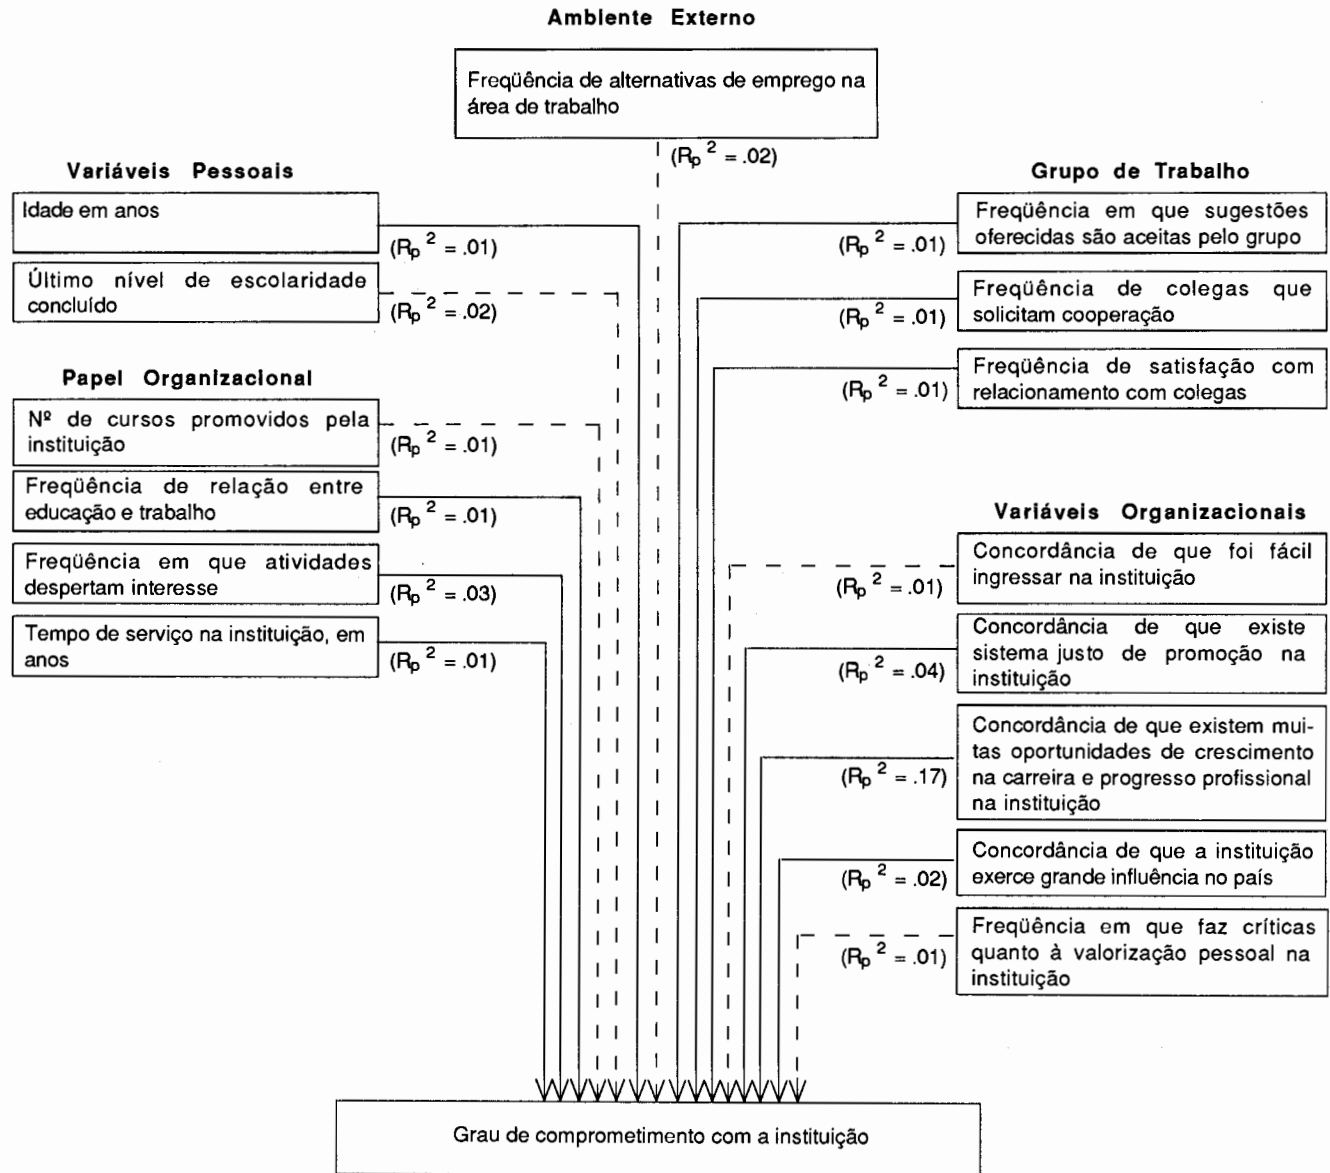 Ambiente Externo
Freqüência de alternativas de emprego na
área de trabalho
(Rp 2 = .02)
Variáveis Pessoais
Idade em anos
(Rp 2 = .01)
Último nível de escolaridade
concluído
(Rp 2 = .02)
Papel Organizacional
Nº de cursos promovidos pela
instituição
(Rp 2 = .01)
Freqüência de relação entre
educação e trabalho
(Rp 2 = .01)
Freqüência em que atividades
despertam interesse
(Rp 2 = .03)
Tempo de serviço na instituição, em
anos
(Rp 2 = .01)
Grupo de Trabalho
Freqüência em que sugestões
oferecidas são aceitas pelo grupo
(Rp 2 = .01)
Freqüência de colegas que
solicitam cooperação
(Rp 2 = .01)
Freqüência de satisfação com
relacionamento com colegas
(Rp 2 = .01)
Variáveis Organizacionais
Concordância de que foi fácil
ingressar na instituição
(Rp 2 = .01)
Concordância de que existe
sistema justo de promoção na
instituição
(Rp 2 = .04)
Concordância de que existem mui-
tas oportunidades de crescimento
na carreira e progresso profissional
na instituição
(Rp 2 = .17)
Concordância de que a instituição
exerce grande influência no país
(Rp 2 = .02)
Freqüência em que faz críticas
quanto à valorização pessoal na
instituição
(Rp 2 = .01)
Grau de comprometimento com a instituição